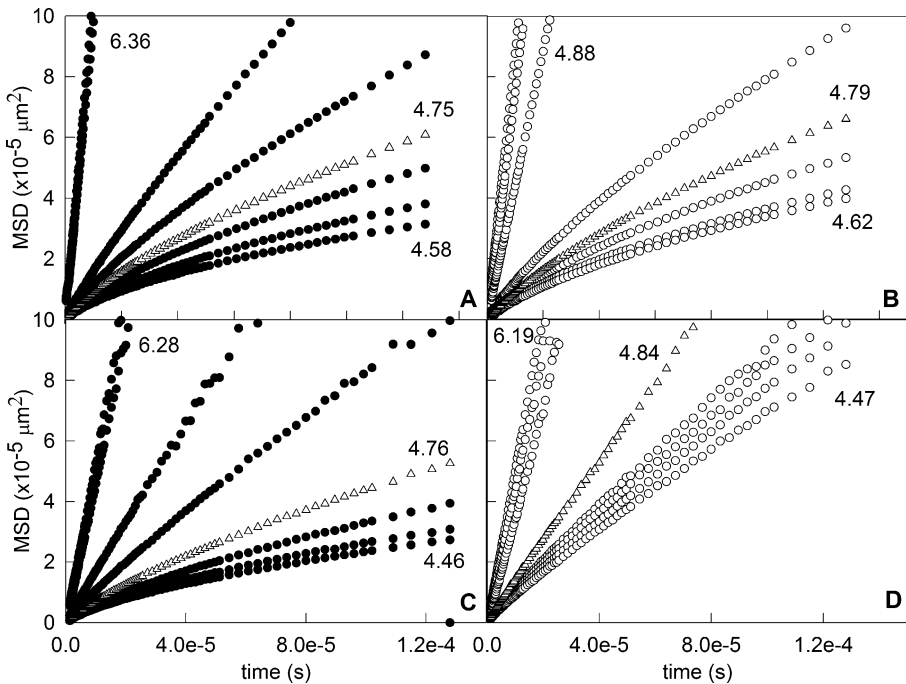 10
8
6
4
2
MSD (x10⁻⁵ µm²)
6.36
4.75
4.58
A
4.88
4.79
4.62
B
10
8
6
4
2
0
MSD (x10⁻⁵ µm²)
6.28
4.76
4.46
C
6.19
4.84
4.47
D
0.0
4.0e-5
8.0e-5
1.2e-4
time (s)
4.0e-5
8.0e-5
1.2e-4
time (s)